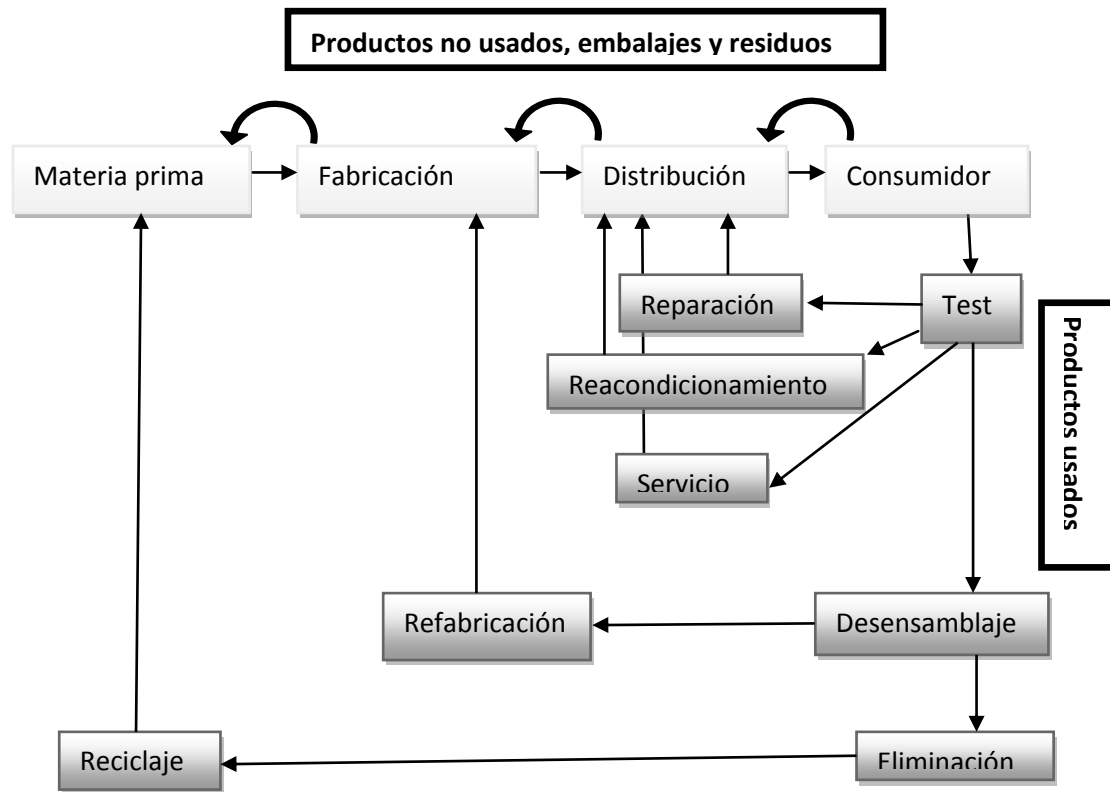 Productos no usados, embalajes y residuos
Materia prima
Fabricación
Distribución
Consumidor
Reparación
Test
Reacondicionamiento
Servicio
Productos usados
Refabricación
Desensamblaje
Reciclaje
Eliminación